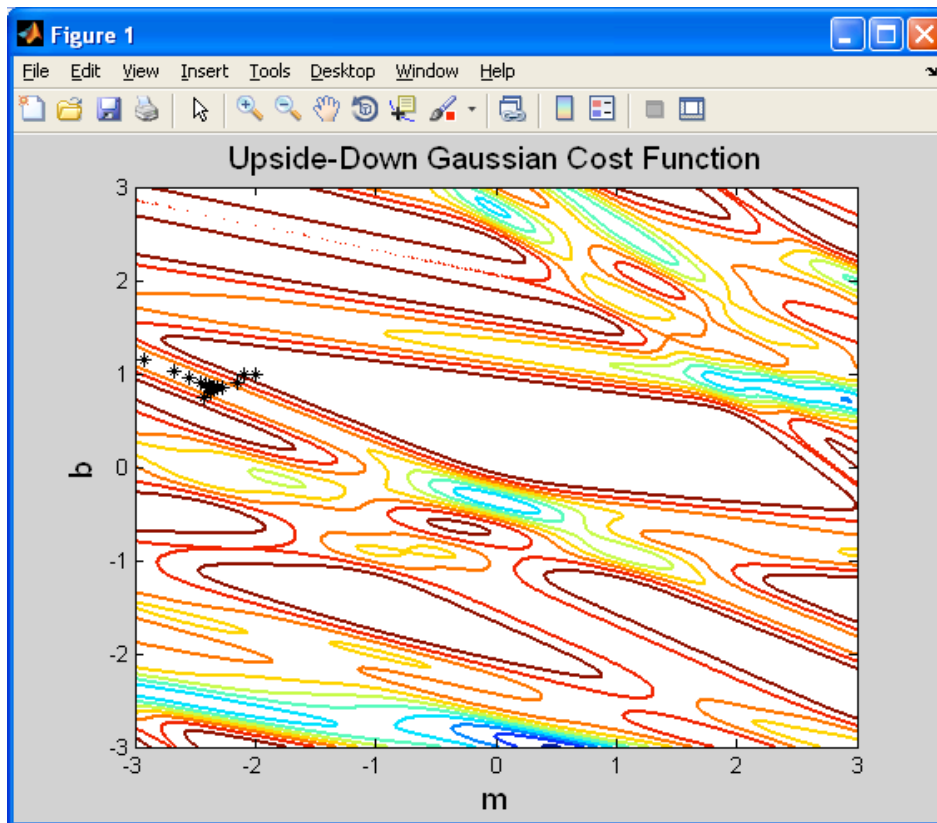 Figure 1
File Edit View Insert Tools Desktop Window Help
Upside-Down Gaussian Cost Function
3
2
1
0
-1
-2
-3
b
-3 -2 -1 0 1 2 3
m